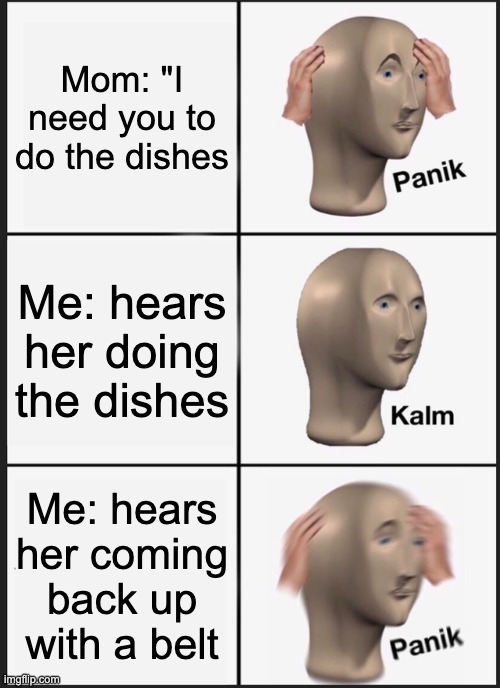 Mom: "I
need you to
do the dishes
Panik
Me: hears
her doing
the dishes
Kalm
Me: hears
her coming
back up
with a belt
Panik
imgflip.com